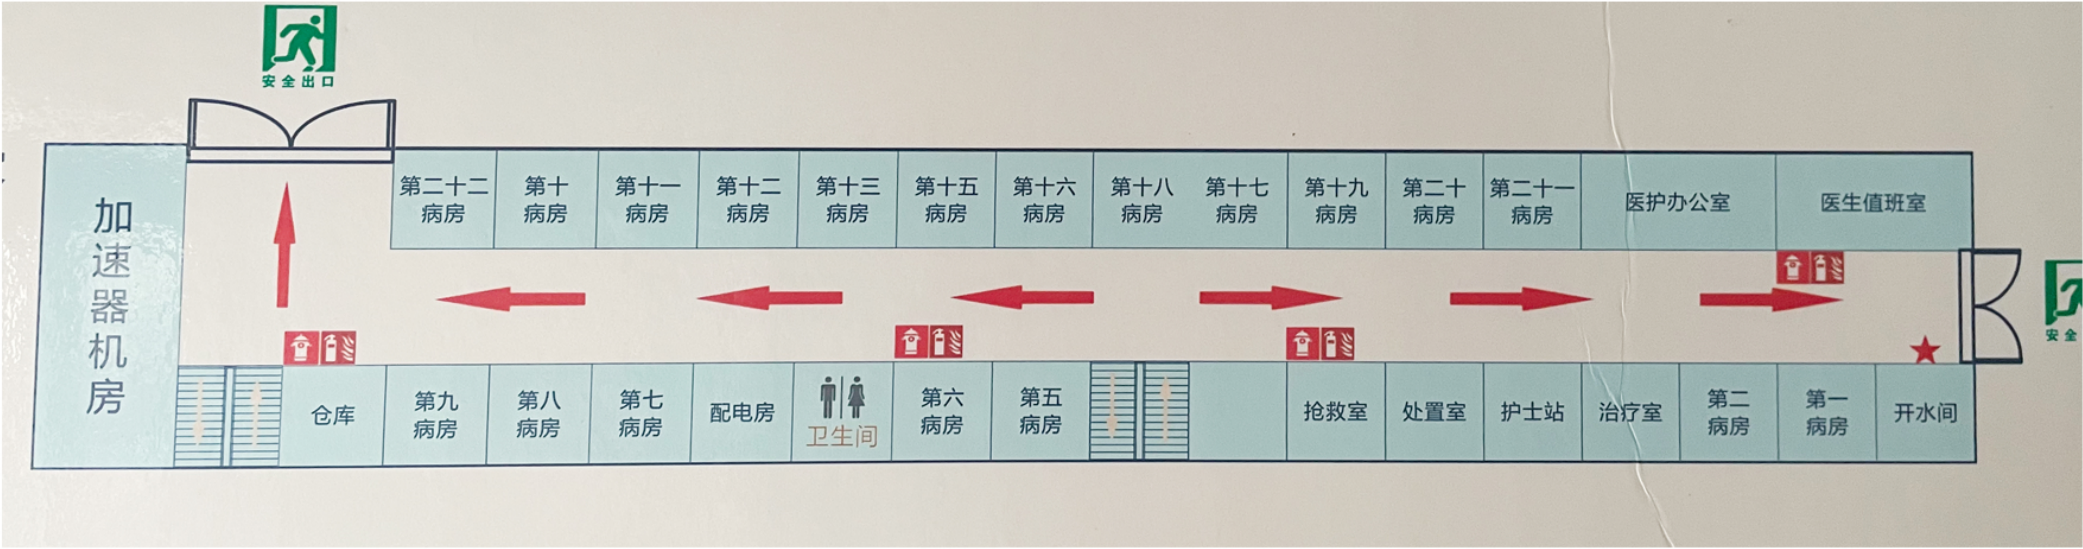 安全出口
加速器机房
第二十二病房
第十病房
第十一病房
第十二病房
第十三病房
第十五病房
第十六病房
第十八病房
第十七病房
第十九病房
第二十病房
第二十一病房
医护办公室
医生值班室
安全
仓库
第九病房
第八病房
第七病房
配电房
卫生间
第六病房
第五病房
抢救室
处置室
护士站
治疗室
第二病房
第一病房
开水间